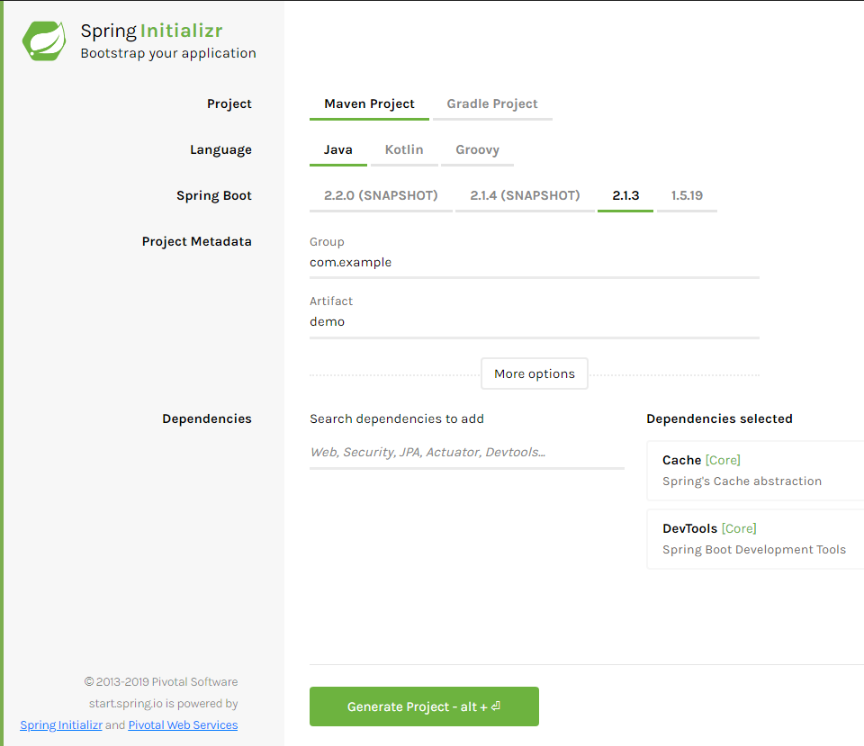 Spring Initializr
Bootstrap your application
Project
Maven Project Gradle Project
Language
Java Kotlin Groovy
Spring Boot
2.2.0 (SNAPSHOT) 2.1.4 (SNAPSHOT) 2.1.3 1.5.19
Project Metadata
Group
com.example
Artifact
demo
More options
Dependencies
Search dependencies to add
Web, Security, JPA, Actuator, Devtools...
Dependencies selected
Cache [Core]
Spring's Cache abstraction
DevTools [Core]
Spring Boot Development Tools
© 2013-2019 Pivotal Software
start.spring.io is powered by
Spring Initializr and Pivotal Web Services
Generate Project - alt + ⏎